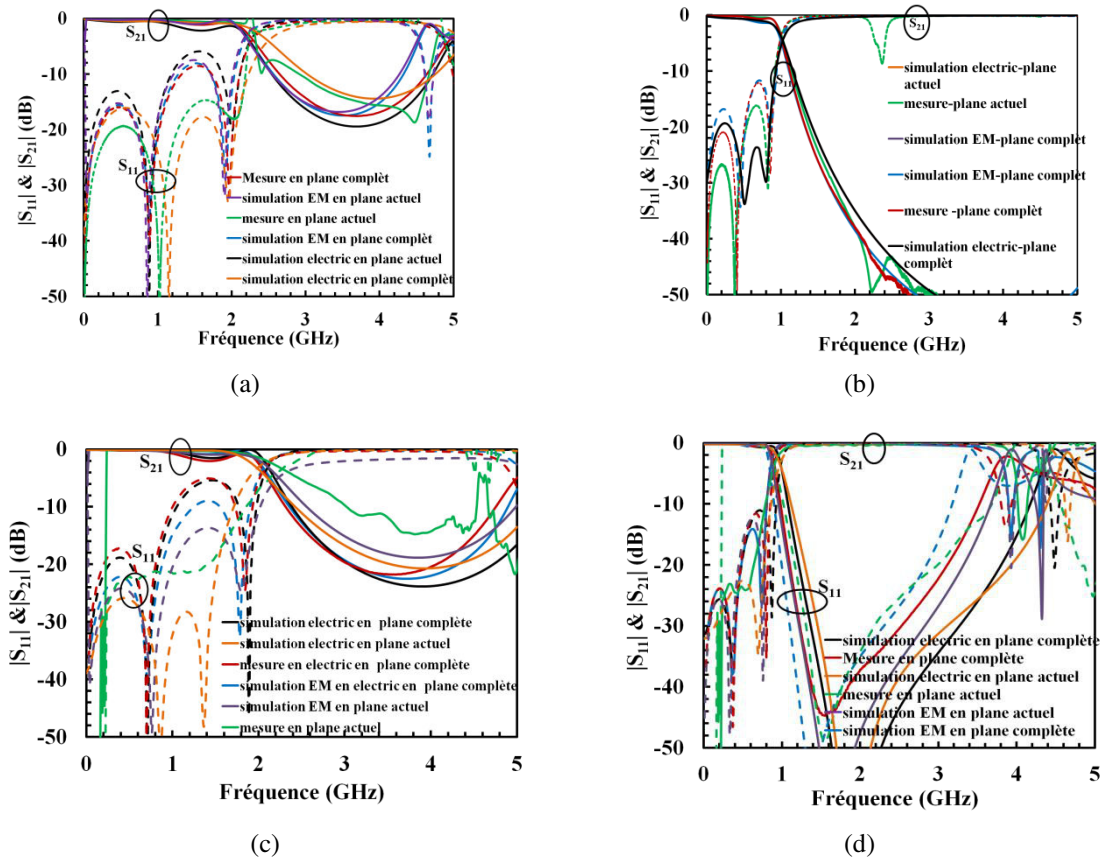 |S11| & |S21| (dB)
0
-10
-20
-30
-40
-50
S21
S11
Mesure en plane complèt
simulation EM en plane actuel
mesure en plane actuel
simulation EM en plane complèt
simulation electric en plane actuel
simulation electric en plane complèt
0 1 2 3 4 5
Fréquence (GHz)
(a)
|S11| & |S21| (dB)
0
-10
-20
-30
-40
-50
S21
S11
simulation electric-plane
actuel
mesure-plane actuel
simulation EM-plane complèt
simulation EM-plane complèt
mesure -plane complèt
simulation electric-plane
complèt
0 1 2 3 4 5
Fréquence (GHz)
(b)
|S11| &|S21| (dB)
0
-10
-20
-30
-40
-50
S21
S11
simulation electric en plane complète
simulation electric en plane actuel
mesure en electric en plane complète
simulation EM en electric en plane complète
simulation EM en plane actuel
mesure en plane actuel
0 1 2 3 4 5
Fréquence (GHz)
(c)
|S11| & |S21| (dB)
0
-10
-20
-30
-40
-50
S21
S11
simulation electric en plane complète
Mesure en plane complète
simulation electric en plane actuel
mesure en plane actuel
simulation EM en plane actuel
simulation EM en plane complète
0 1 2 3 4 5
Fréquence (GHz)
(d)